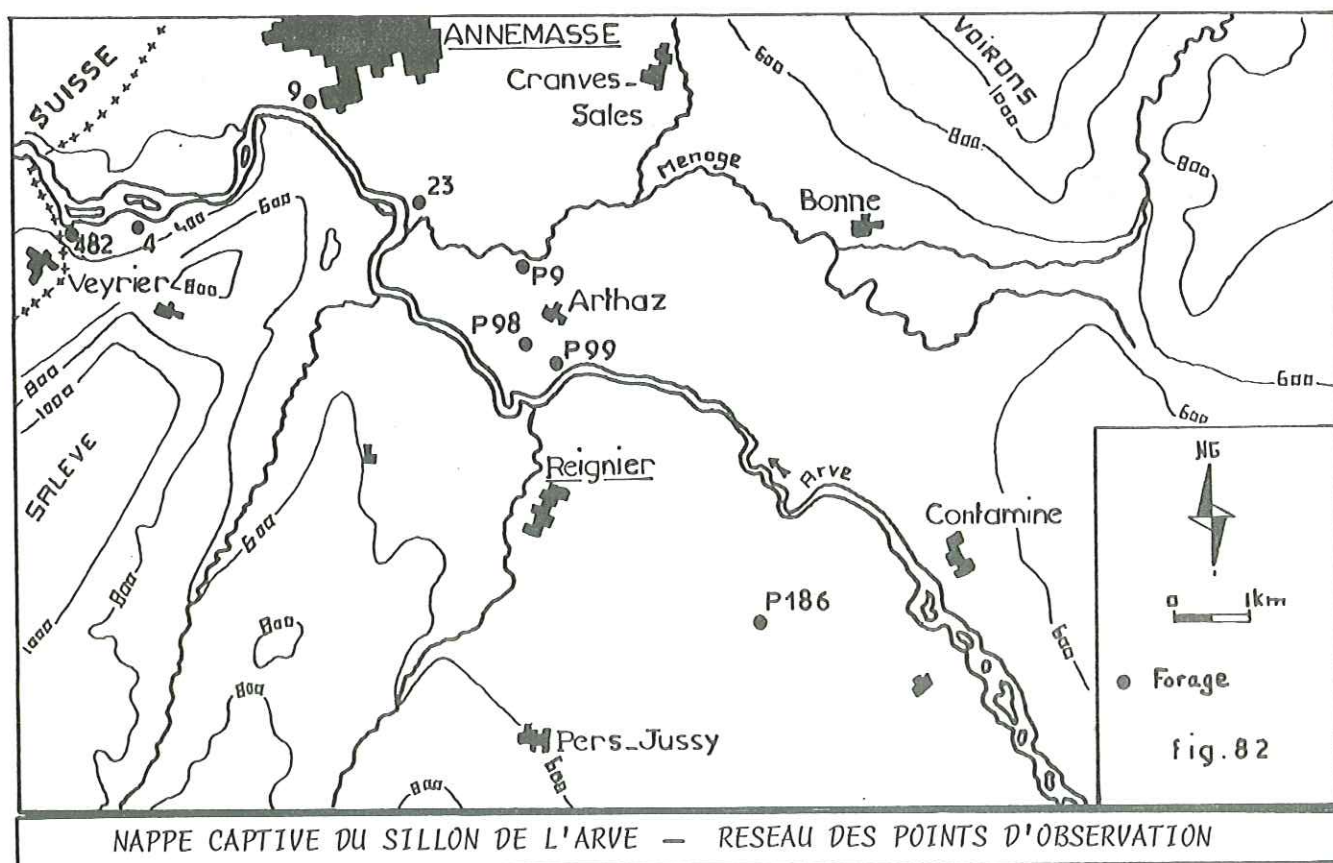 ANNEMASSE
SUISSE
9
Cranves_
Sales
VOIRONS
600
800
1000
800
Menoge
Bonne
23
482
4
400
600
Veyrier
800
P9
Arthaz
P98
P99
800
1000
SALÈVE
600
600
Reignier
Arve
Contamine
NG
0 1km
P186
Forage
fig. 82
1000
800
600
800
800
Pers_Jussy
800
600
600
NAPPE CAPTIVE DU SILLON DE L'ARVE — RESEAU DES POINTS D'OBSERVATION